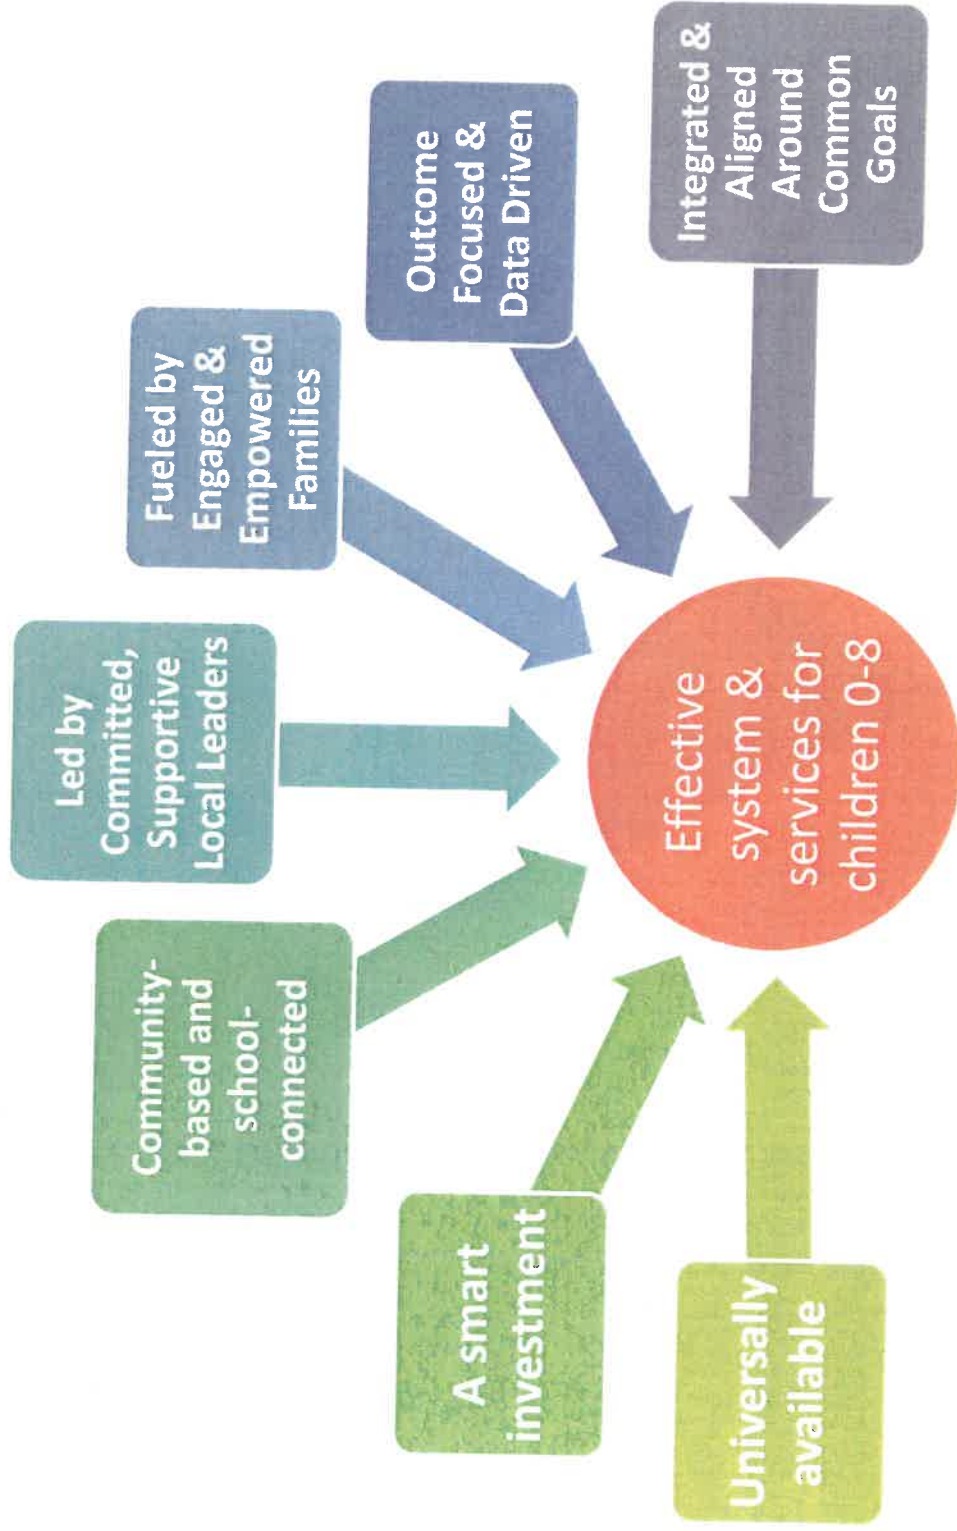 Universally
available
A smart
investment
Community-
based and
school-
connected
Led by
Committed,
Supportive
Local Leaders
Fueled by
Engaged &
Empowered
Families
Outcome
Focused &
Data Driven
Integrated &
Aligned
Around
Common
Goals
Effective
system &
services for
children 0-8